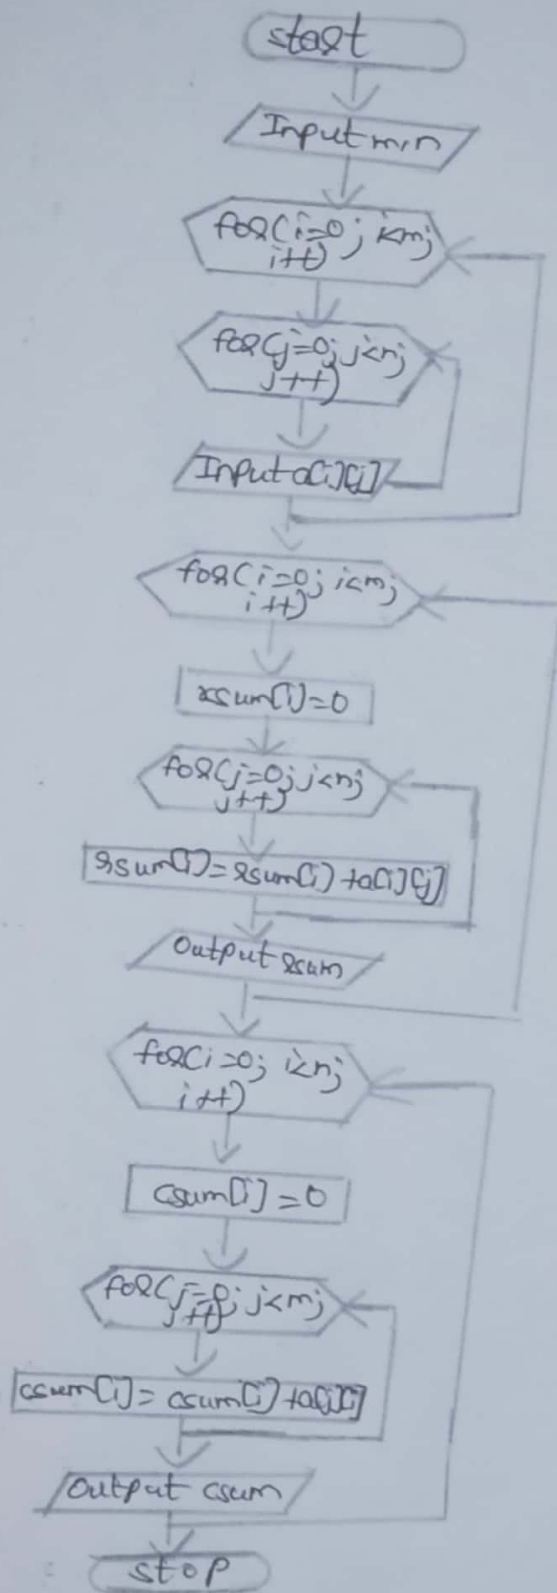 start
Input m,n
for(i=0; i<m;
i++)
for(j=0; j<n;
j++)
Input a[i][j]
for(i=0; i<m;
i++)
rsum[i]=0
for(j=0; j<n;
j++)
rsum[i]=rsum[i]+a[i][j]
Output rsum
for(i=0; i<n;
i++)
csum[i]=0
for(j=0; j<m;
j++)
csum[i]=csum[i]+a[j][i]
Output csum
stop